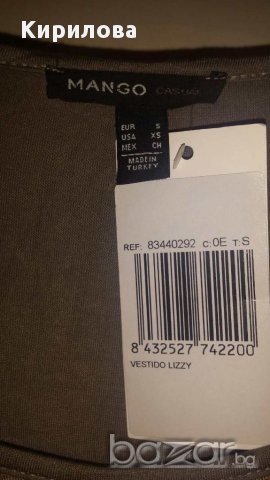 Кирилова
MANGO CASUAL
EUR S
USA XS
MEX CH
MADE IN
TURKEY
REF: 83440292 C:0E T:S
8 432527 742200
VESTIDO LIZZY
bazar.bg